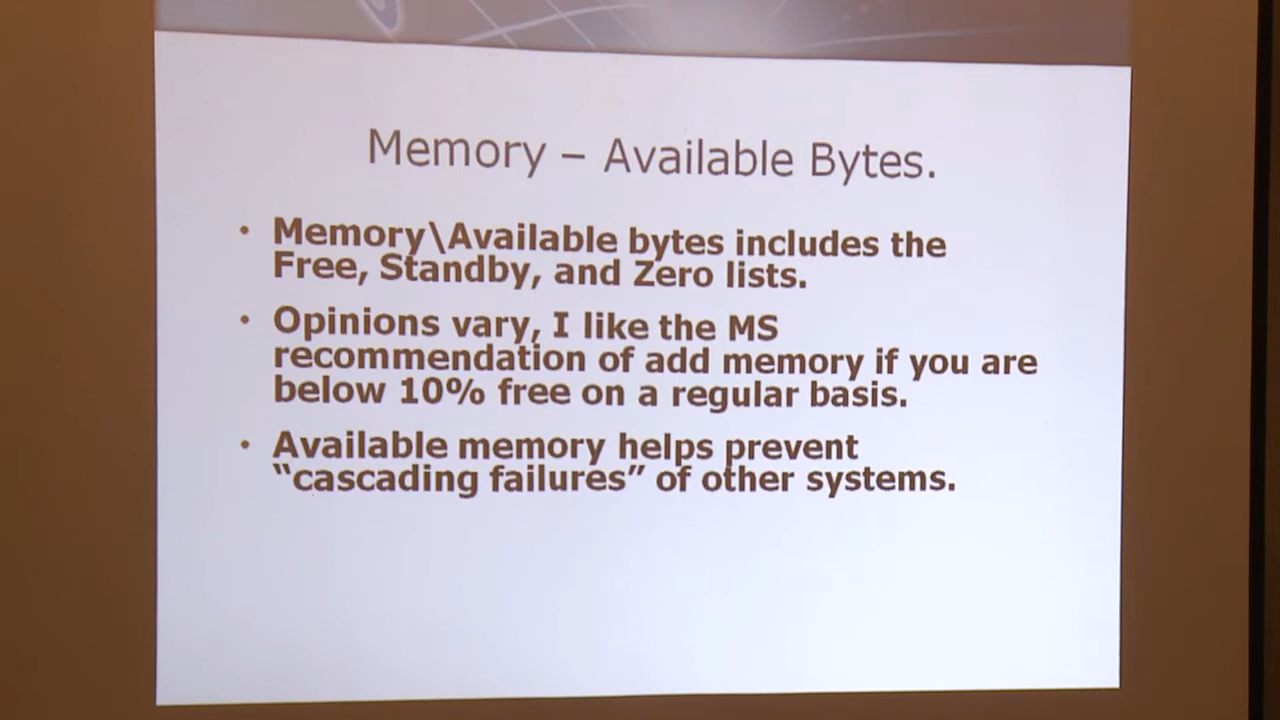 Memory – Available Bytes.
• Memory\Available bytes includes the
Free, Standby, and Zero lists.
• Opinions vary, I like the MS
recommendation of add memory if you are
below 10% free on a regular basis.
• Available memory helps prevent
“cascading failures” of other systems.